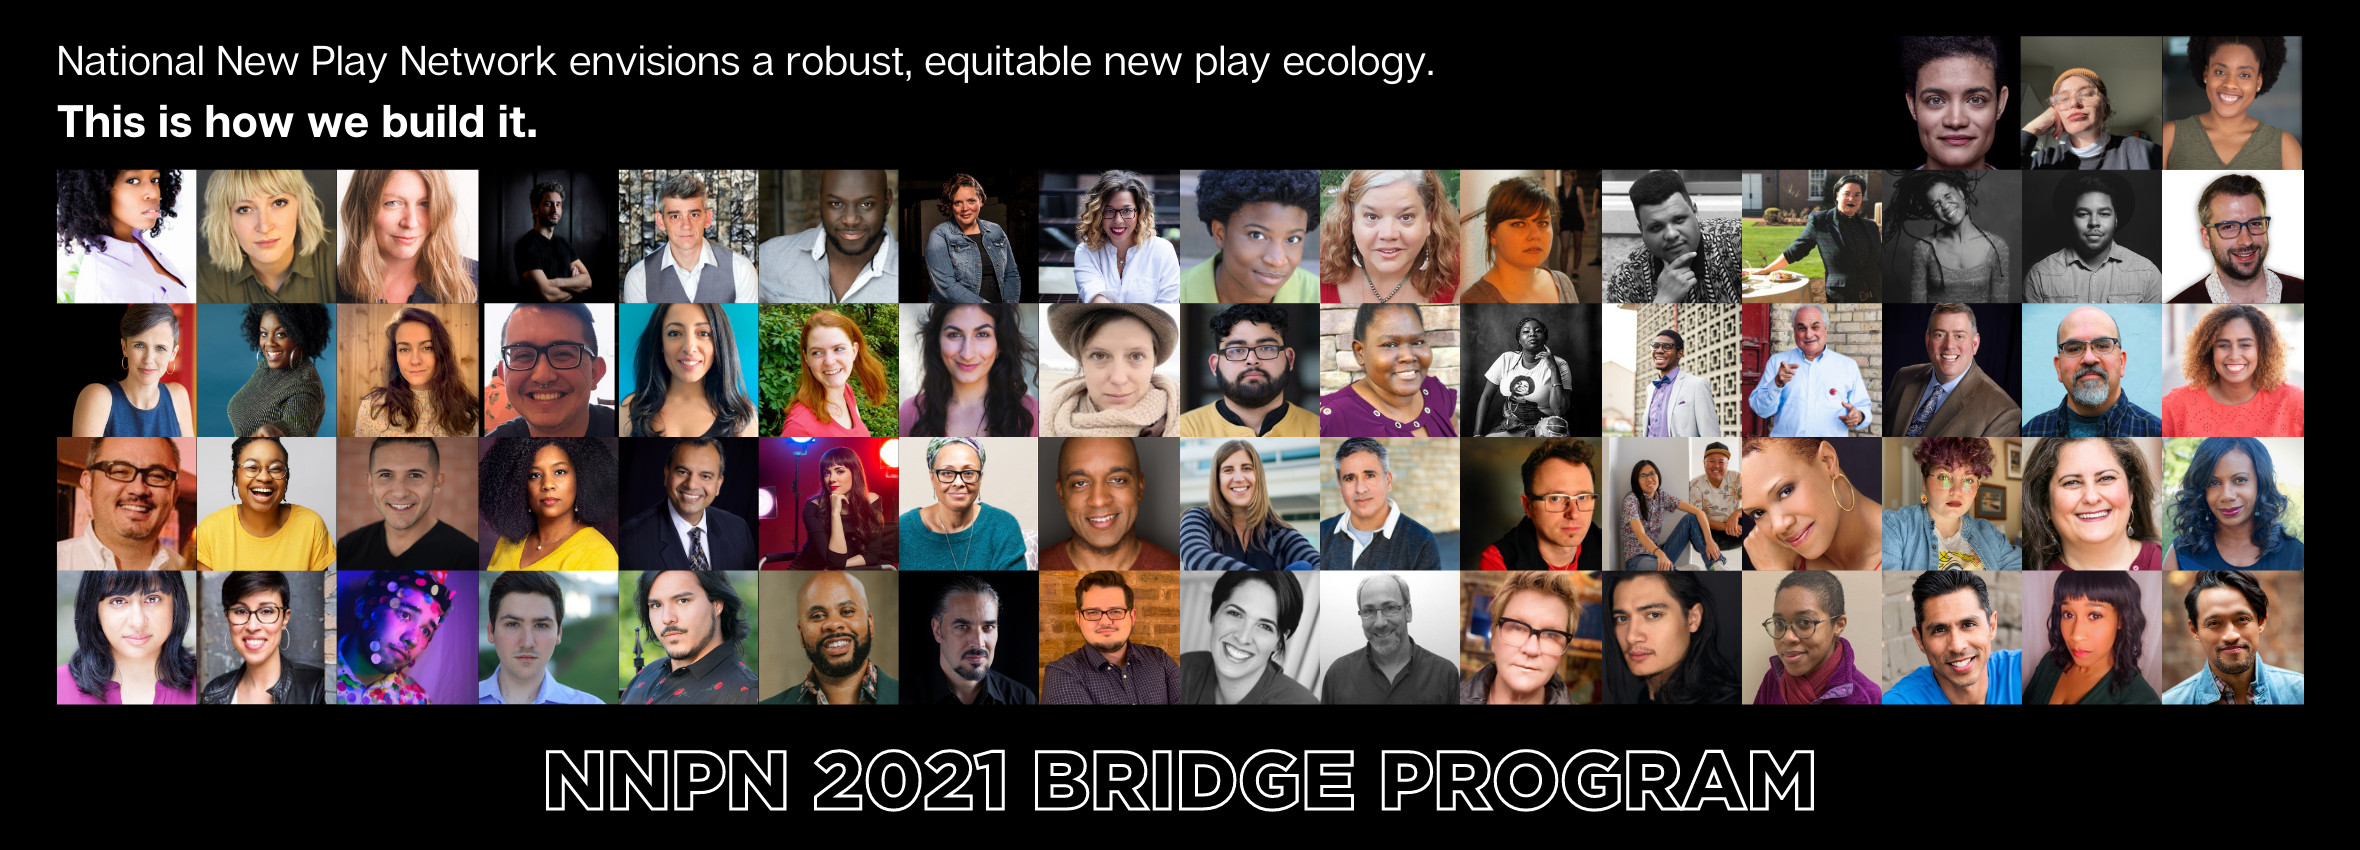 National New Play Network envisions a robust, equitable new play ecology.
This is how we build it.
NNPN 2021 BRIDGE PROGRAM